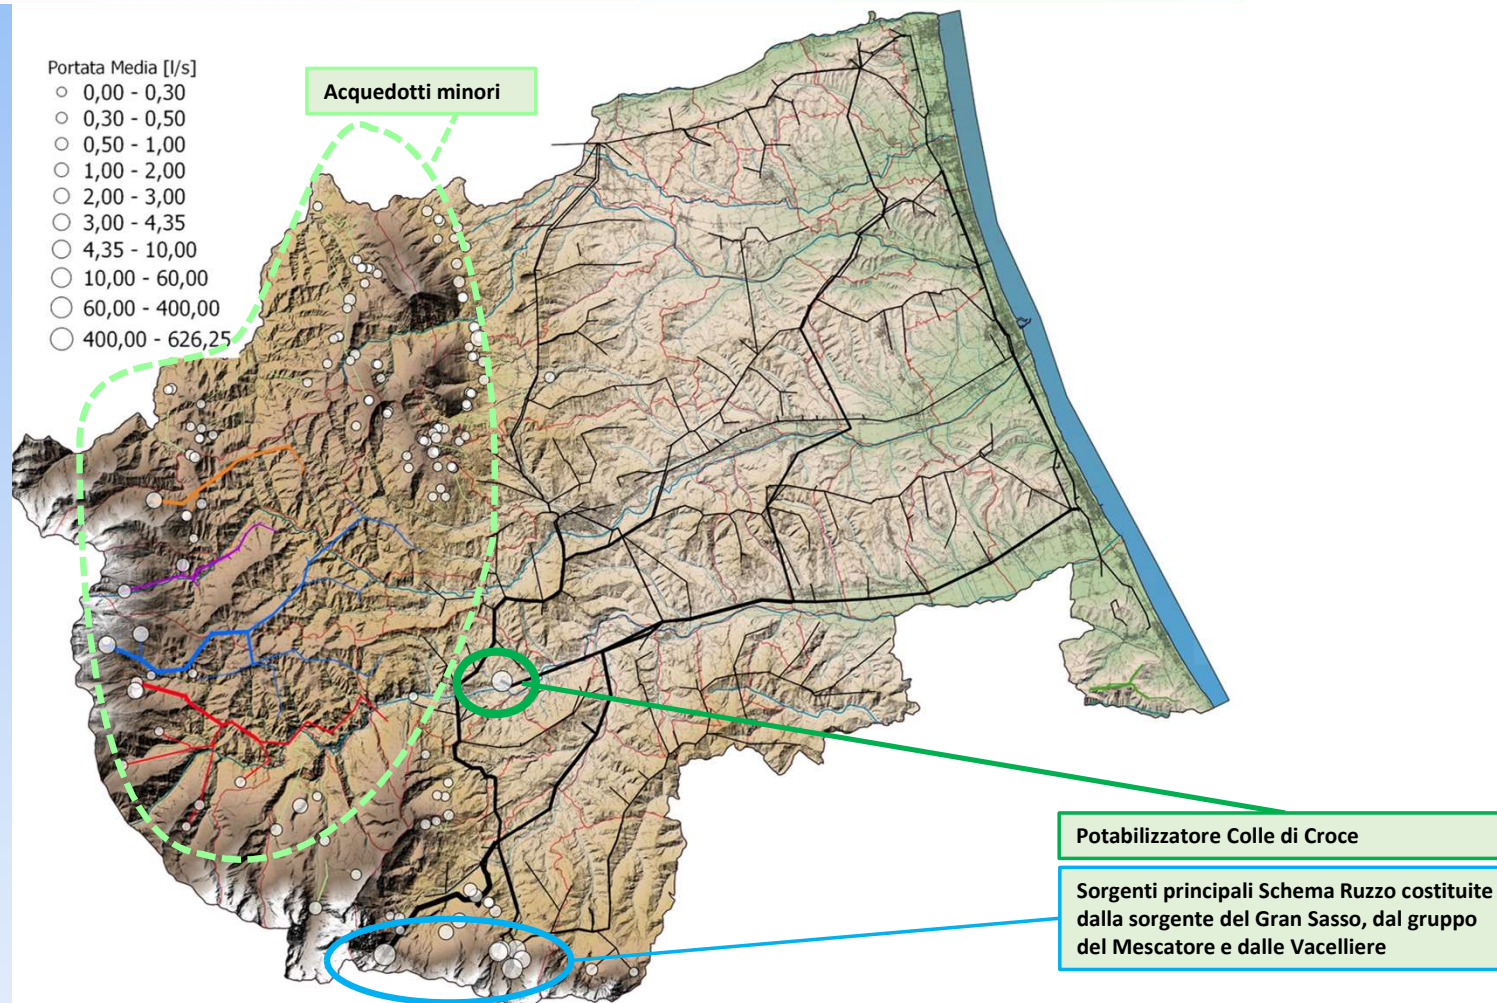 Portata Media [l/s]
0,00 - 0,30
0,30 - 0,50
0,50 - 1,00
1,00 - 2,00
2,00 - 3,00
3,00 - 4,35
4,35 - 10,00
10,00 - 60,00
60,00 - 400,00
400,00 - 626,25
Acquedotti minori
Potabilizzatore Colle di Croce
Sorgenti principali Schema Ruzzo costituite
dalla sorgente del Gran Sasso, dal gruppo
del Mescatore e dalle Vacelliere